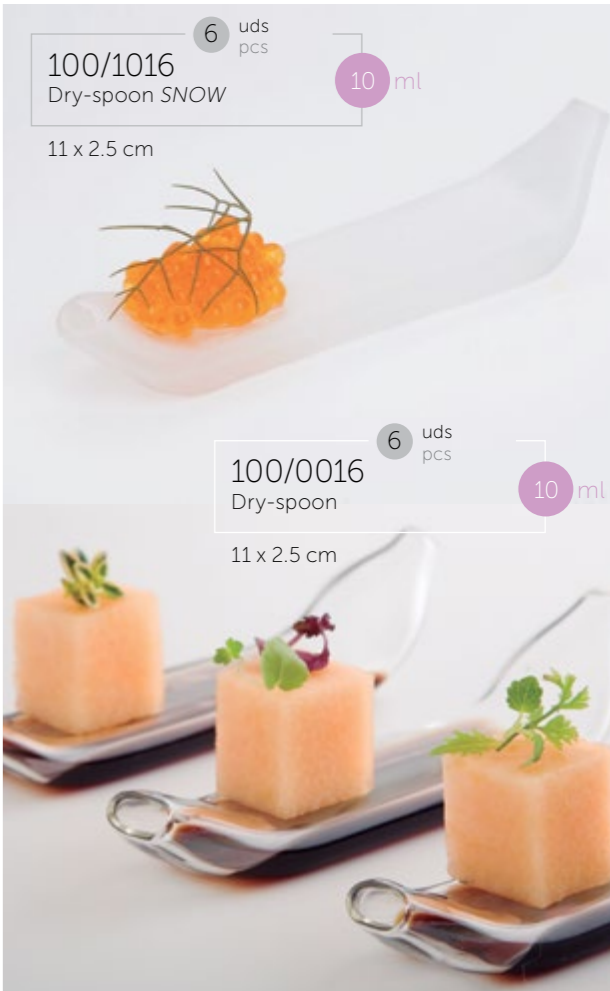 6 uds
pcs
100/1016
Dry-spoon SNOW
10 ml
11 x 2.5 cm
6 uds
pcs
100/0016
Dry-spoon
10 ml
11 x 2.5 cm